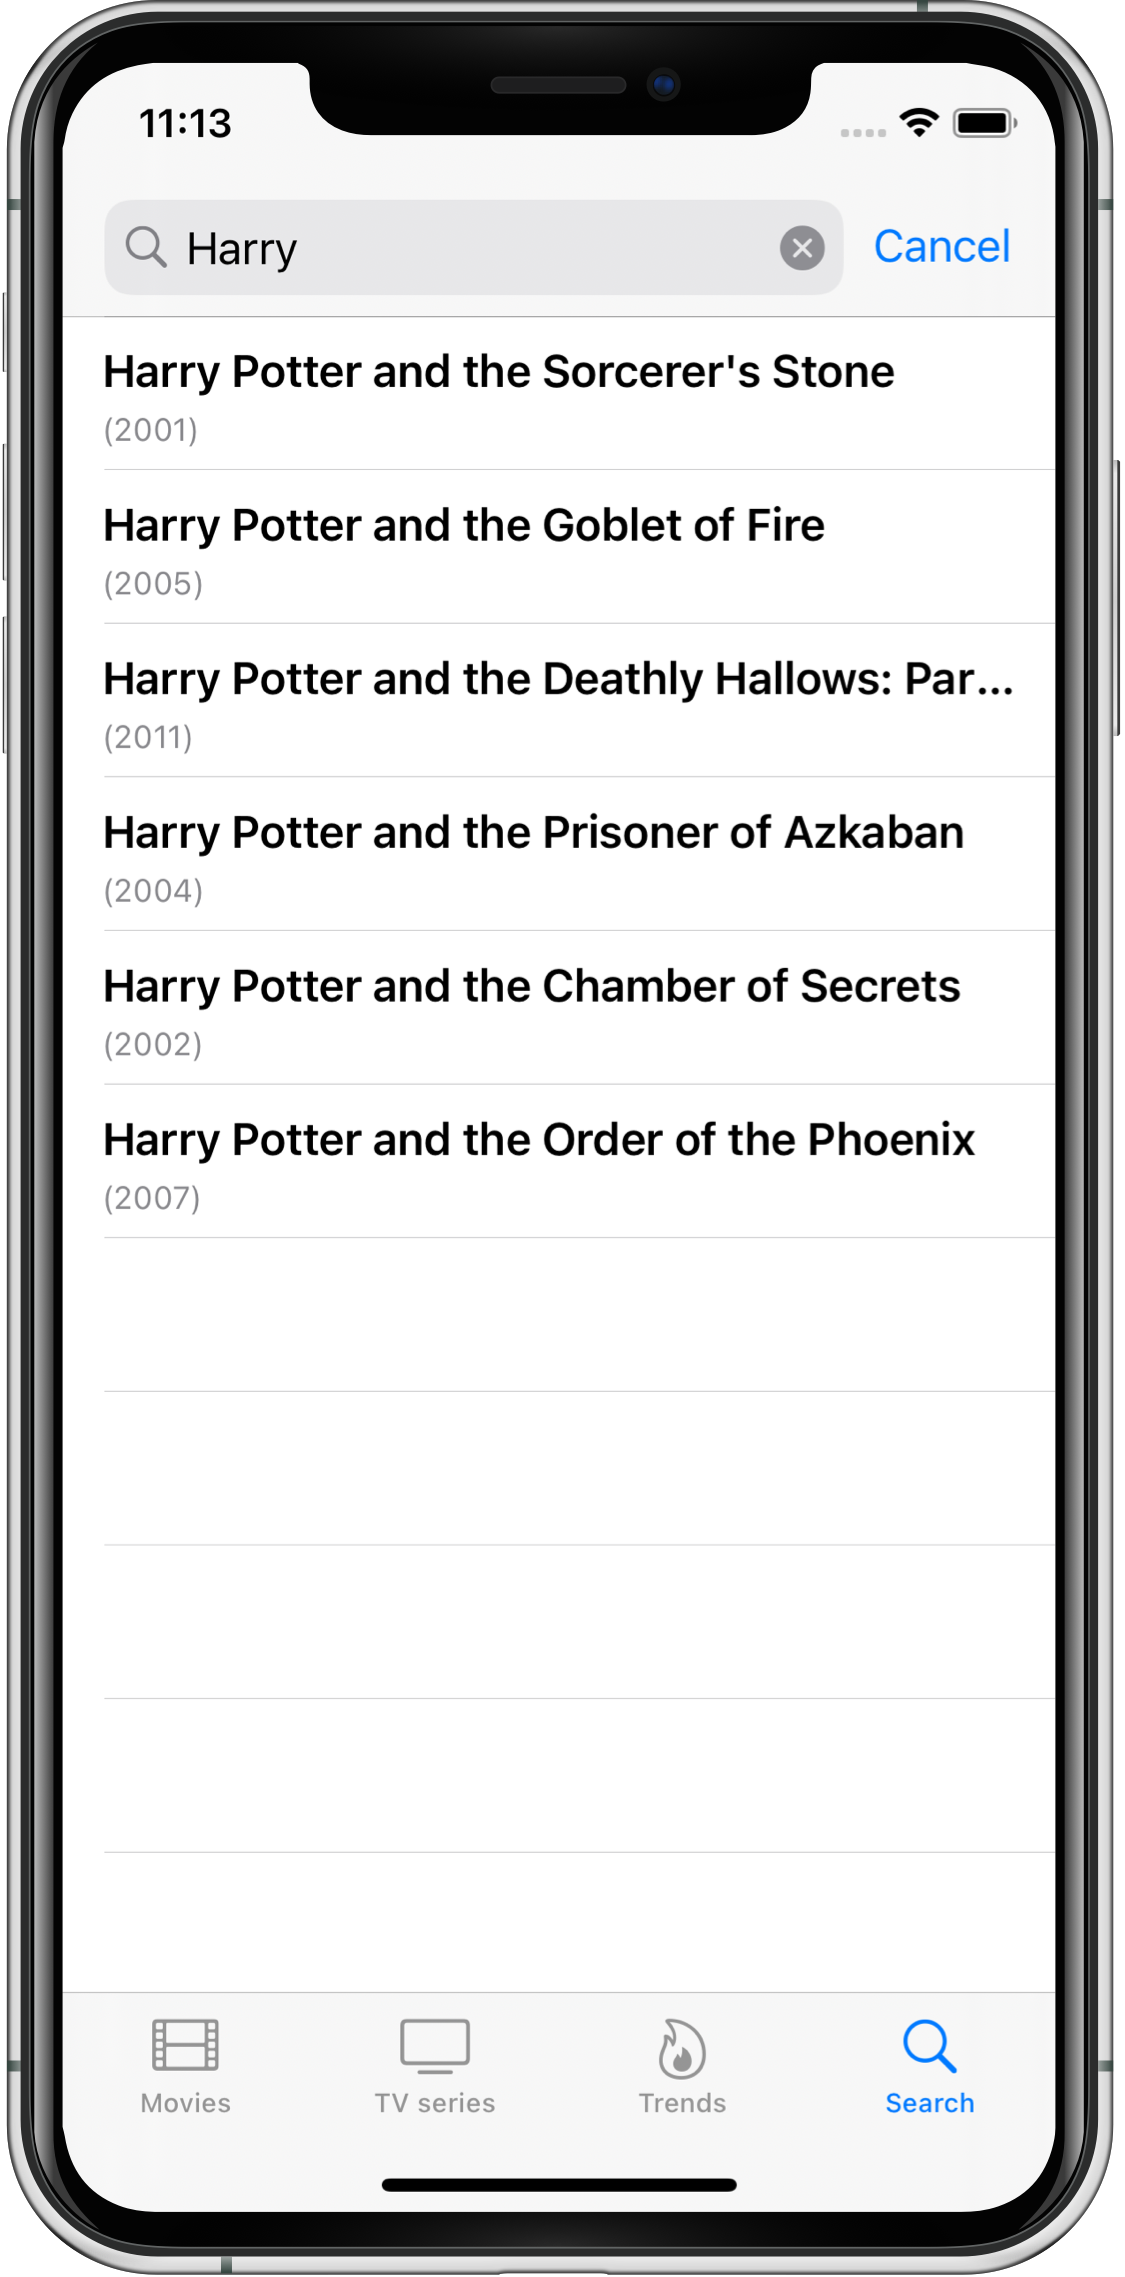 11:13
Harry
Cancel
Harry Potter and the Sorcerer's Stone
(2001)
Harry Potter and the Goblet of Fire
(2005)
Harry Potter and the Deathly Hallows: Par...
(2011)
Harry Potter and the Prisoner of Azkaban
(2004)
Harry Potter and the Chamber of Secrets
(2002)
Harry Potter and the Order of the Phoenix
(2007)
Movies TV series Trends Search